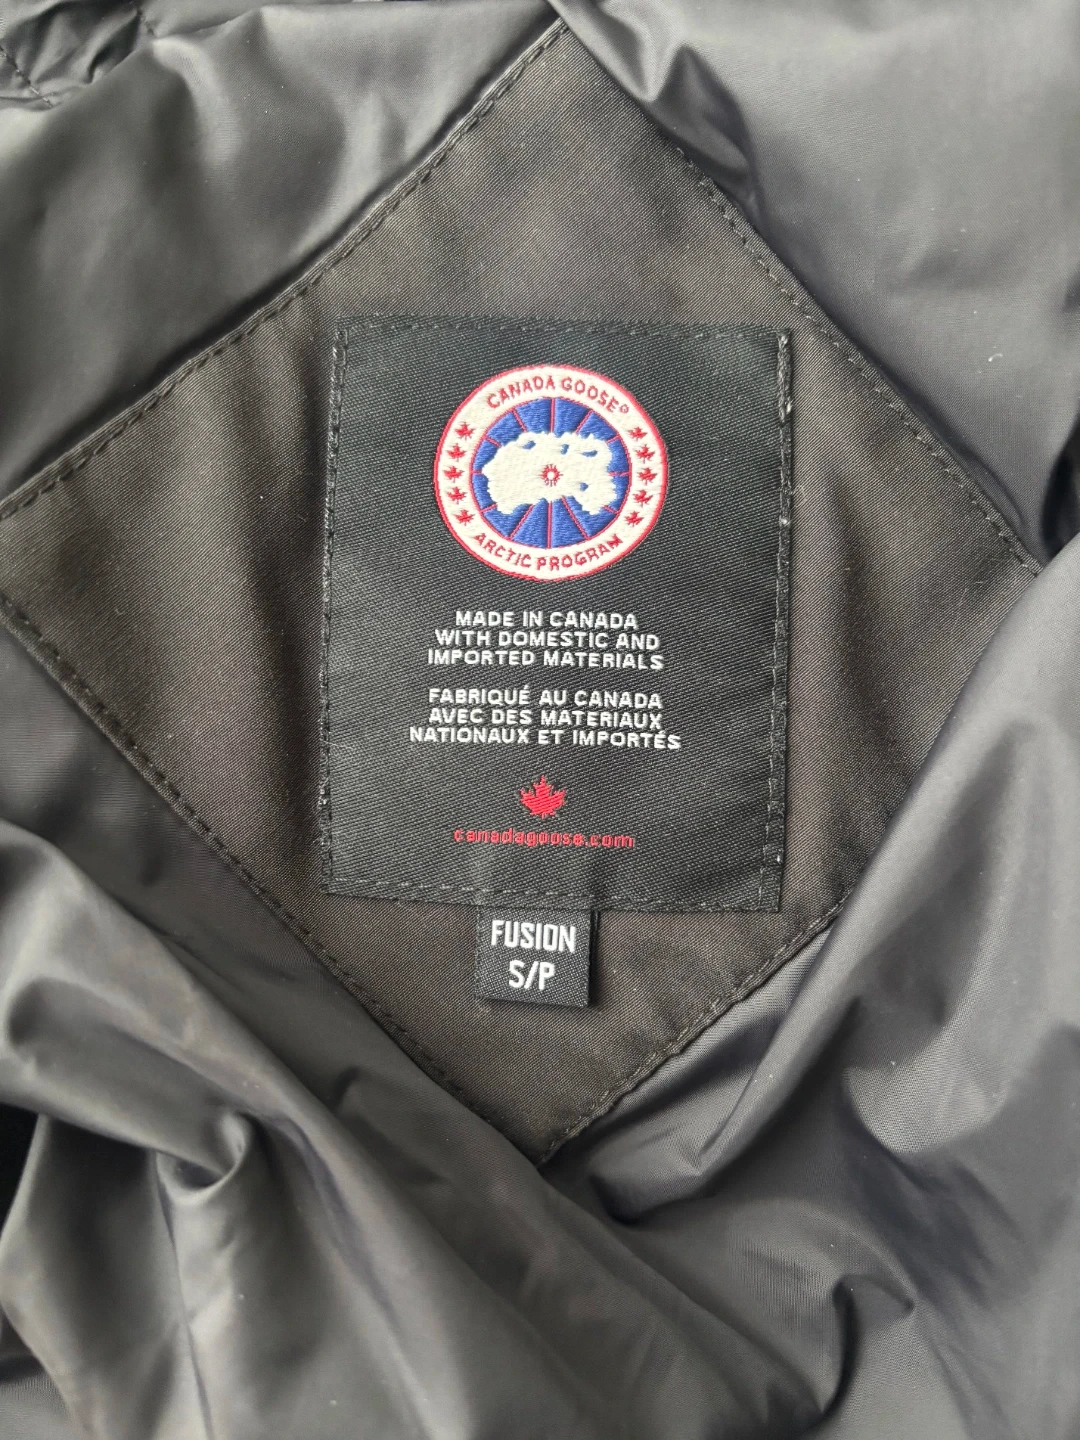 CANADA GOOSE®
ARCTIC PROGRAM
MADE IN CANADA
WITH DOMESTIC AND
IMPORTED MATERIALS
FABRIQUÉ AU CANADA
AVEC DES MATERIAUX
NATIONAUX ET IMPORTÉS
canadagoose.com
FUSION
S/P